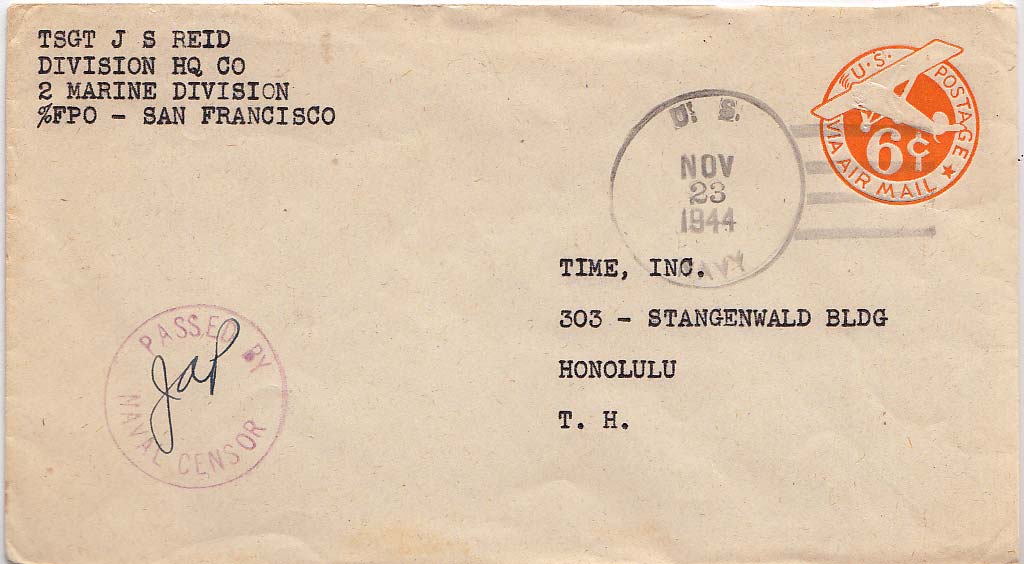 TSGT J S REID
DIVISION HQ CO
2 MARINE DIVISION
%FPO - SAN FRANCISCO
U.S. POSTAGE
6¢
VIA AIR MAIL
U. S.
NOV
23
1944
NAVY
TIME, INC.
303 - STANGENWALD BLDG
HONOLULU
T. H.
PASSED BY
JAP
NAVAL CENSOR